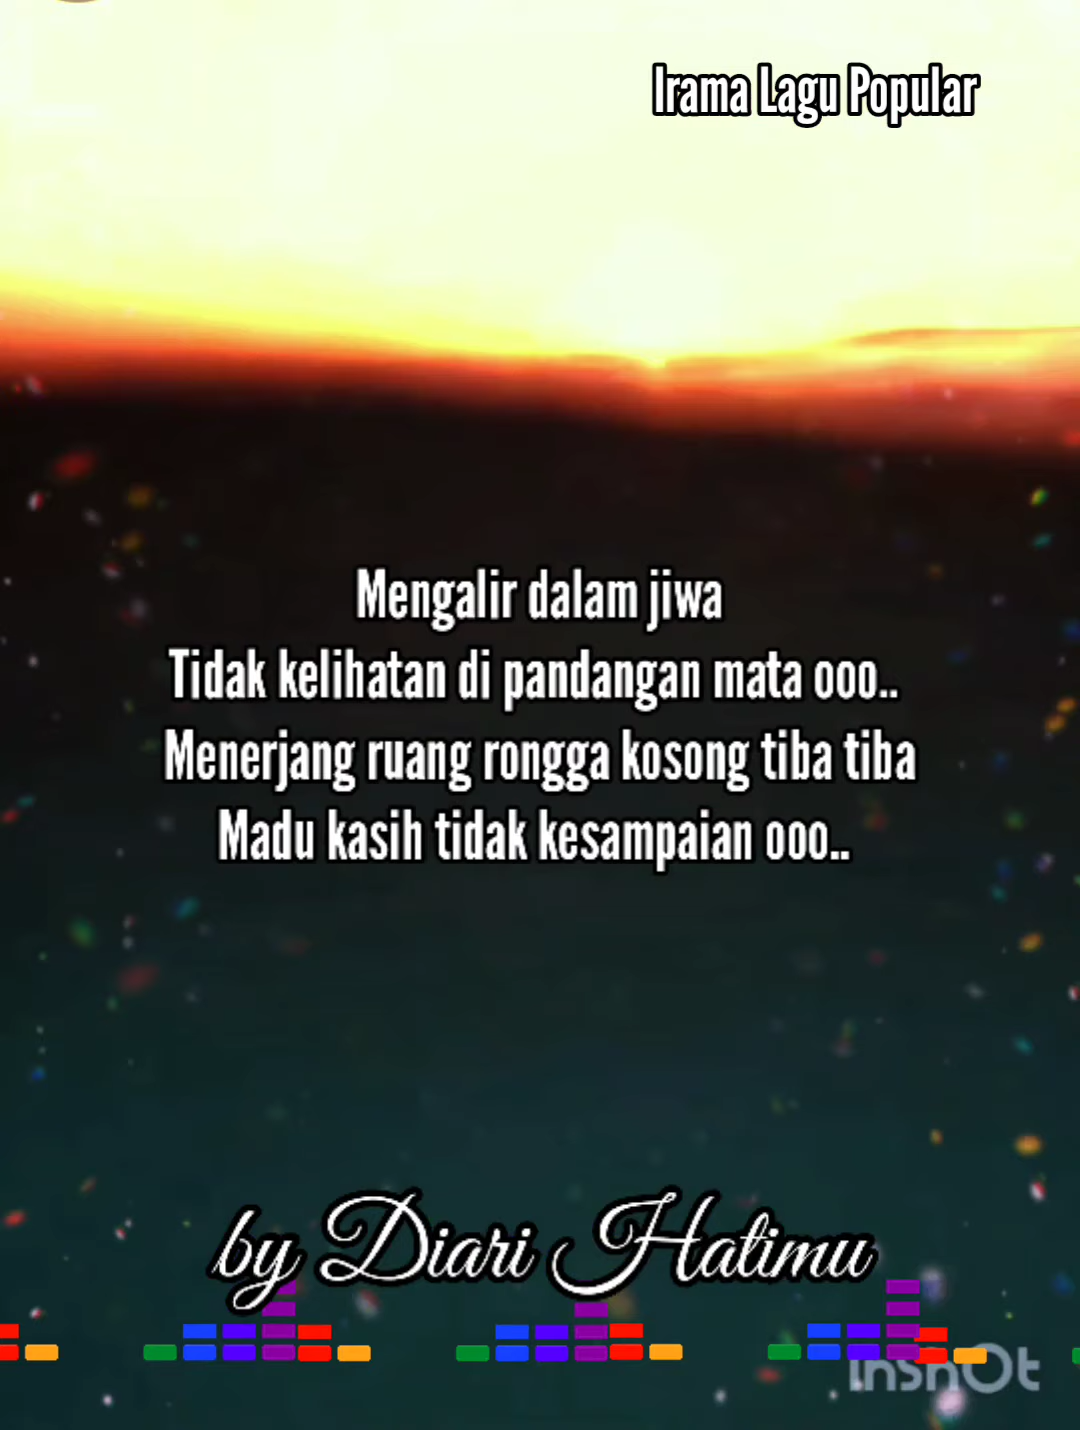 Irama Lagu Popular
Mengalir dalam jiwa
Tidak kelihatan di pandangan mata ooo..
Menerjang ruang rongga kosong tiba tiba
Madu kasih tidak kesampaian ooo..
by Diari Hatimu
InShOt